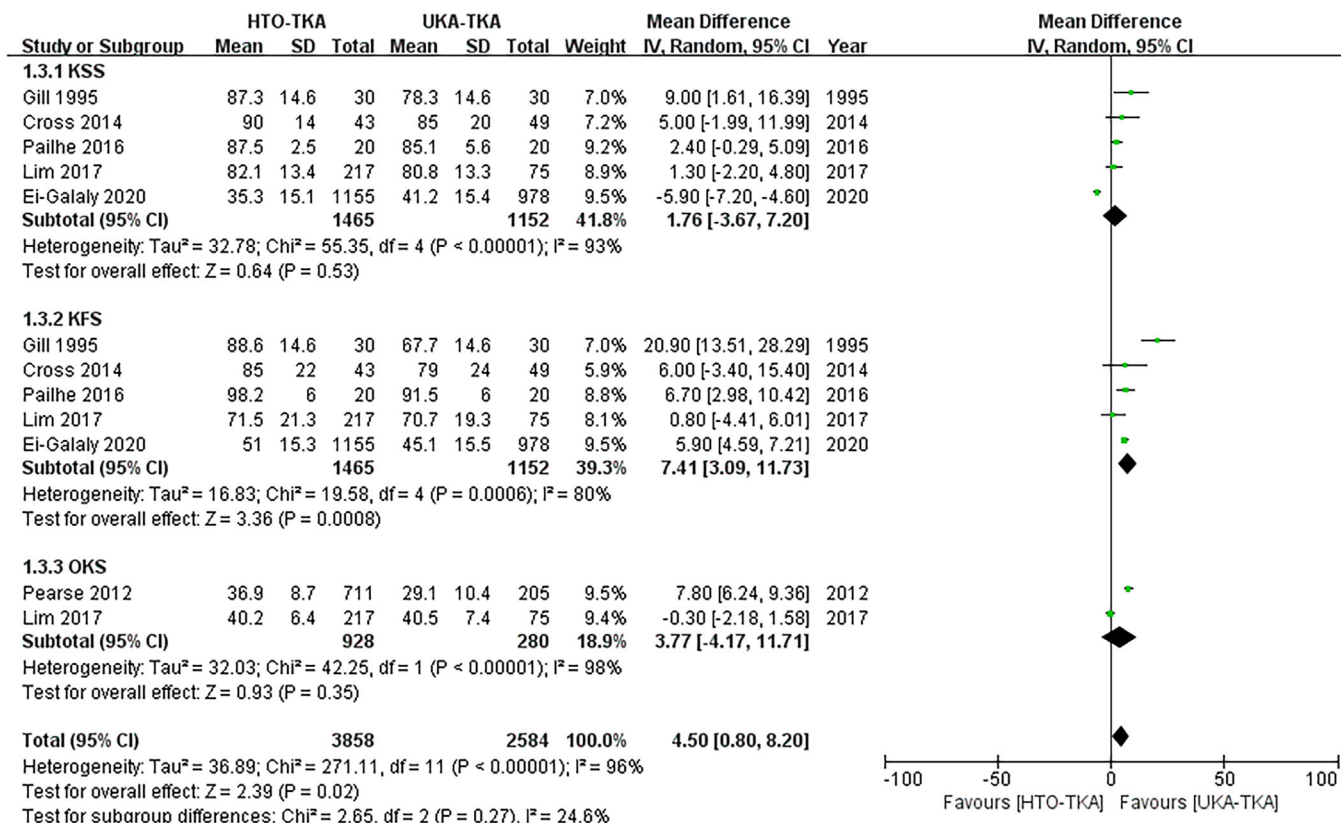 HTO-TKA UKA-TKA Mean Difference Mean Difference
Study or Subgroup Mean SD Total Mean SD Total Weight IV, Random, 95% CI Year IV, Random, 95% CI
1.3.1 KSS
Gill 1995 87.3 14.6 30 78.3 14.6 30 7.0% 9.00 [1.61, 16.39] 1995
Cross 2014 90 14 43 85 20 49 7.2% 5.00 [-1.99, 11.99] 2014
Pailhe 2016 87.5 2.5 20 85.1 5.6 20 9.2% 2.40 [-0.29, 5.09] 2016
Lim 2017 82.1 13.4 217 80.8 13.3 75 8.9% 1.30 [-2.20, 4.80] 2017
Ei-Galaly 2020 35.3 15.1 1155 41.2 15.4 978 9.5% -5.90 [-7.20, -4.60] 2020
Subtotal (95% CI) 1465 1152 41.8% 1.76 [-3.67, 7.20]
Heterogeneity: Tau² = 32.78; Chi² = 55.35, df = 4 (P < 0.00001); I² = 93%
Test for overall effect: Z = 0.64 (P = 0.53)
1.3.2 KFS
Gill 1995 88.6 14.6 30 67.7 14.6 30 7.0% 20.90 [13.51, 28.29] 1995
Cross 2014 85 22 43 79 24 49 5.9% 6.00 [-3.40, 15.40] 2014
Pailhe 2016 98.2 6 20 91.5 6 20 8.8% 6.70 [2.98, 10.42] 2016
Lim 2017 71.5 21.3 217 70.7 19.3 75 8.1% 0.80 [-4.41, 6.01] 2017
Ei-Galaly 2020 51 15.3 1155 45.1 15.5 978 9.5% 5.90 [4.59, 7.21] 2020
Subtotal (95% CI) 1465 1152 39.3% 7.41 [3.09, 11.73]
Heterogeneity: Tau² = 16.83; Chi² = 19.58, df = 4 (P = 0.0006); I² = 80%
Test for overall effect: Z = 3.36 (P = 0.0008)
1.3.3 OKS
Pearse 2012 36.9 8.7 711 29.1 10.4 205 9.5% 7.80 [6.24, 9.36] 2012
Lim 2017 40.2 6.4 217 40.5 7.4 75 9.4% -0.30 [-2.18, 1.58] 2017
Subtotal (95% CI) 928 280 18.9% 3.77 [-4.17, 11.71]
Heterogeneity: Tau² = 32.03; Chi² = 42.25, df = 1 (P < 0.00001); I² = 98%
Test for overall effect: Z = 0.93 (P = 0.35)
Total (95% CI) 3858 2584 100.0% 4.50 [0.80, 8.20]
Heterogeneity: Tau² = 36.89; Chi² = 271.11, df = 11 (P < 0.00001); I² = 96%
Test for overall effect: Z = 2.39 (P = 0.02)
Test for subgroup differences: Chi² = 2.65, df = 2 (P = 0.27), I² = 24.6%
-100 -50 0 50 100
Favours [HTO-TKA] Favours [UKA-TKA]